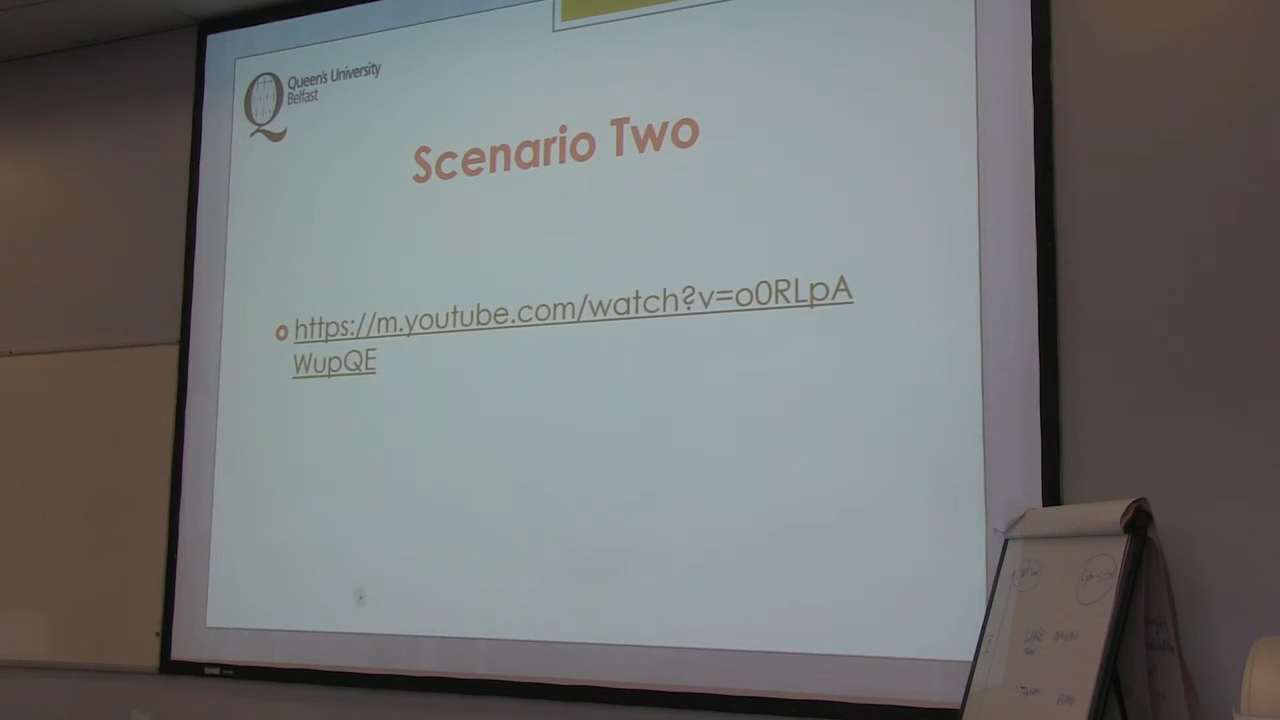 Queen's University
Belfast
Scenario Two
https://m.youtube.com/watch?v=o0RLpA
WupQE